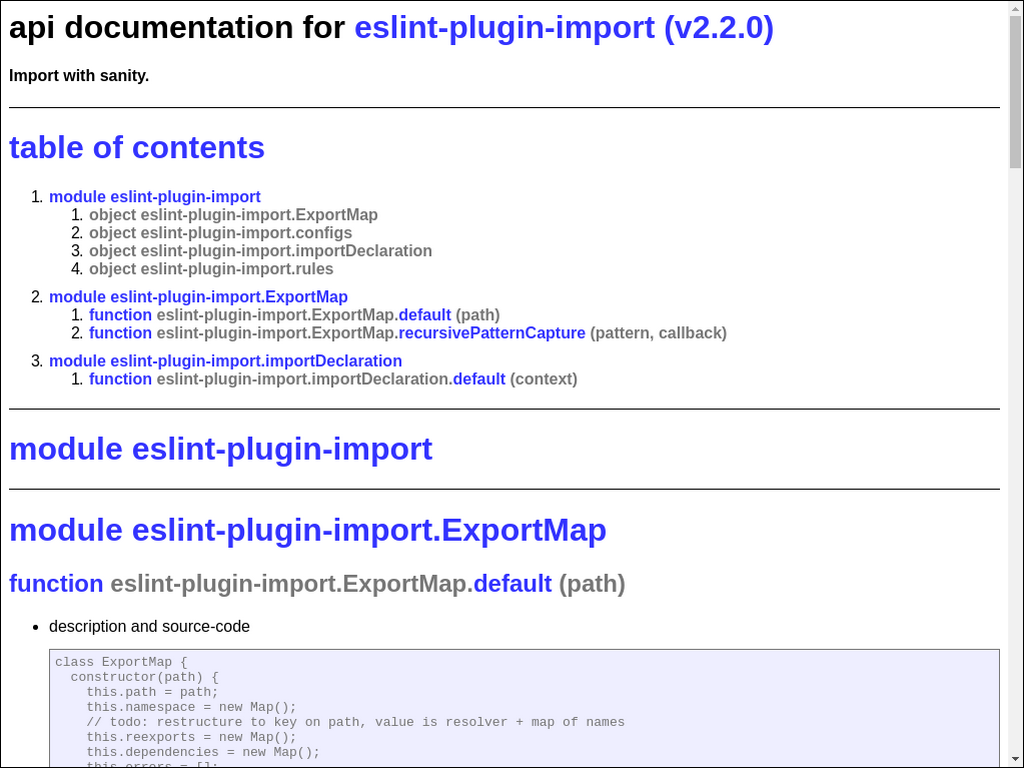 api documentation for eslint-plugin-import (v2.2.0)
Import with sanity.
table of contents
1. module eslint-plugin-import
1. object eslint-plugin-import.ExportMap
2. object eslint-plugin-import.configs
3. object eslint-plugin-import.importDeclaration
4. object eslint-plugin-import.rules
2. module eslint-plugin-import.ExportMap
1. function eslint-plugin-import.ExportMap.default (path)
2. function eslint-plugin-import.ExportMap.recursivePatternCapture (pattern, callback)
3. module eslint-plugin-import.importDeclaration
1. function eslint-plugin-import.importDeclaration.default (context)
module eslint-plugin-import
module eslint-plugin-import.ExportMap
function eslint-plugin-import.ExportMap.default (path)
• description and source-code
class ExportMap {
  constructor(path) {
    this.path = path;
    this.namespace = new Map();
    // todo: restructure to key on path, value is resolver + map of names
    this.reexports = new Map();
    this.dependencies = new Map();
    this.errors = [];